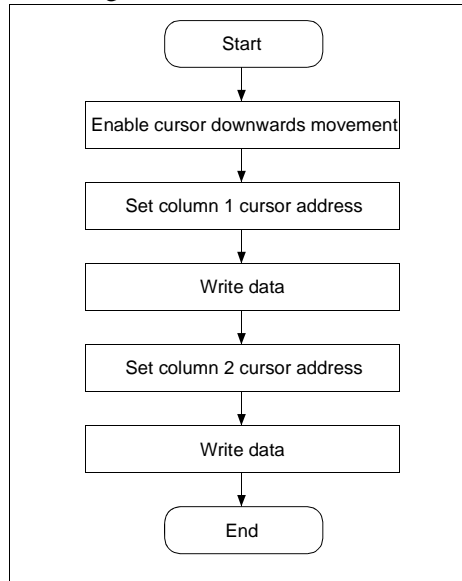 Start
Enable cursor downwards movement
Set column 1 cursor address
Write data
Set column 2 cursor address
Write data
End